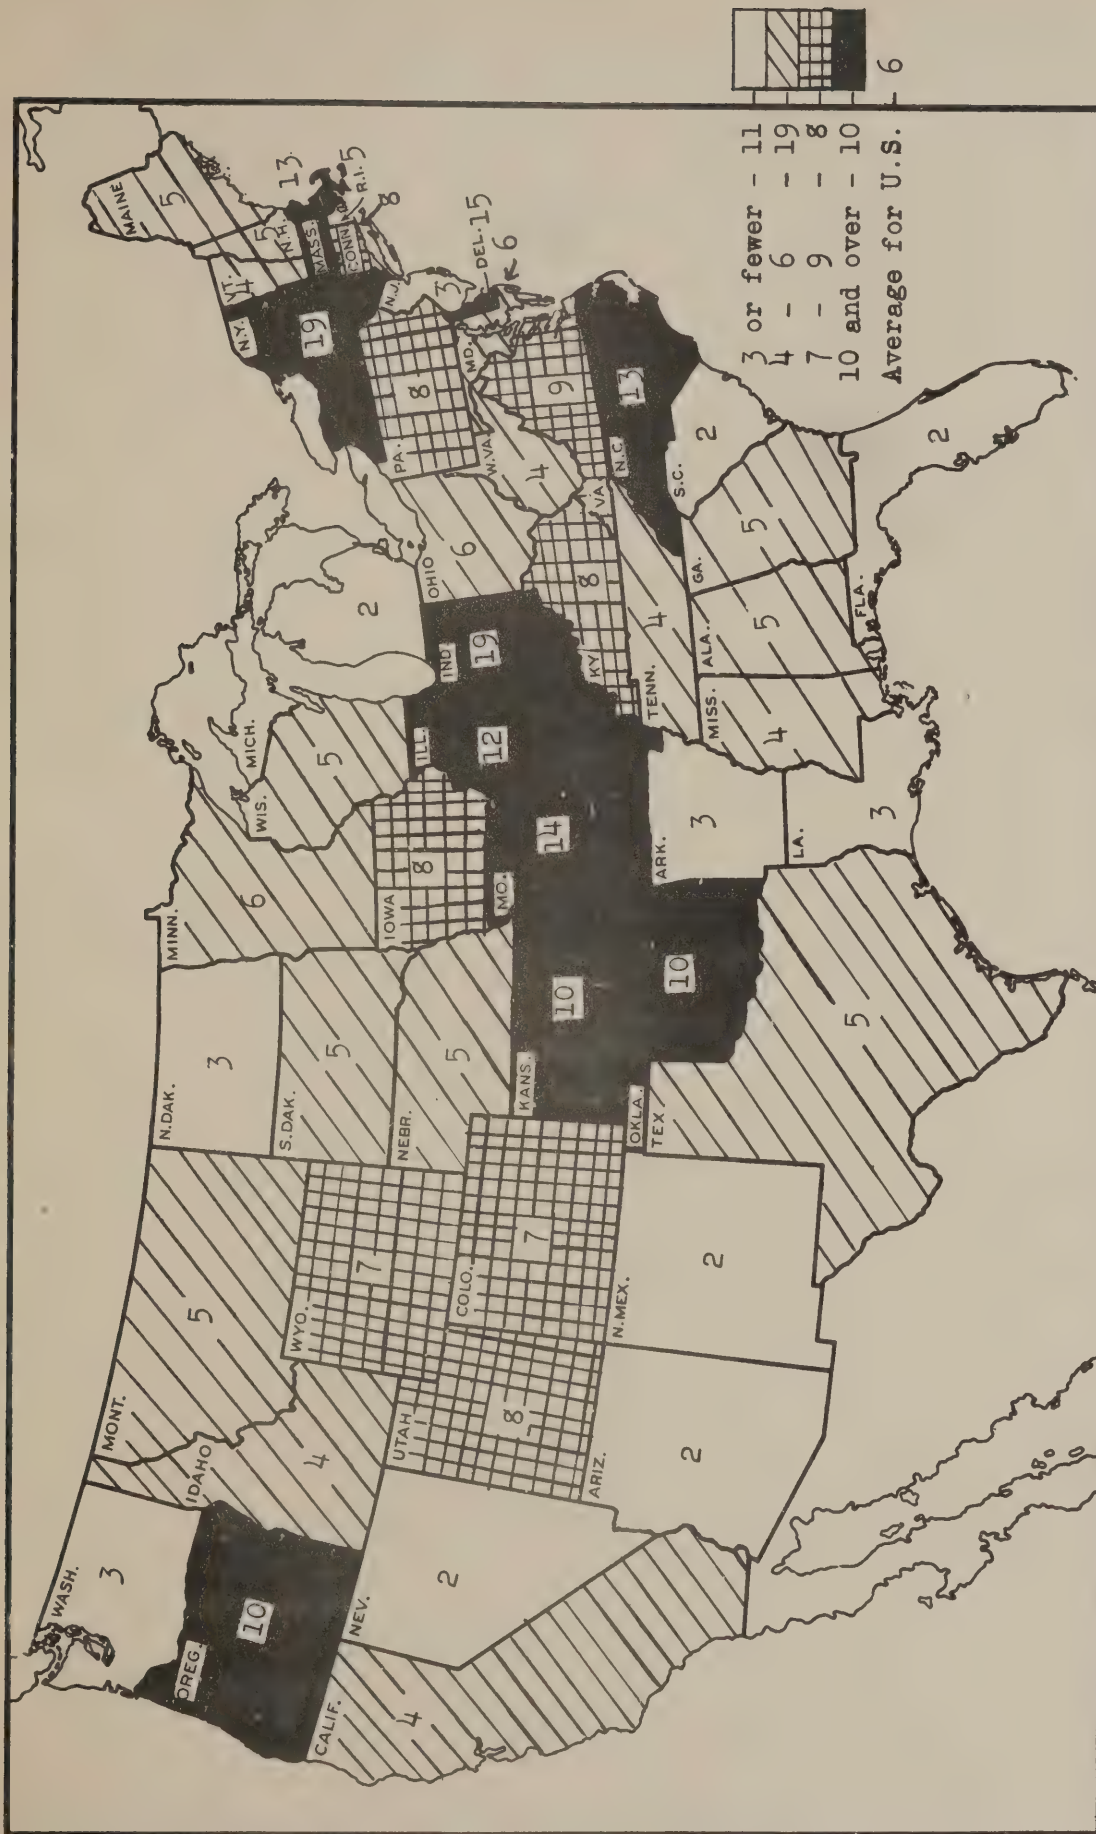 WASH.
3
OREG.
10
CALIF.
4
NEV.
2
IDAHO
4
MONT.
5
WYO.
7
UTAH
8
COLO.
7
ARIZ.
2
N.MEX.
2
N.DAK.
3
S.DAK.
5
NEBR.
5
KANS.
10
OKLA.
10
TEX
5
MINN.
6
IOWA
8
MO.
14
ARK.
3
LA.
3
WIS.
5
MICH.
2
ILL.
12
IND
19
OHIO
6
KY
8
TENN.
4
MISS.
4
ALA.
5
GA.
5
FLA.
2
S.C.
2
N.C.
13
VA.
9
W.VA.
4
PA.
8
N.Y.
19
VT.
4
N.H.
5
MAINE
5
MASS.
13
R.I. 5
CONN.
8
N.J.
3
DEL. 15
MD.
6
3 or fewer - 11
4 - 6 - 19
7 - 9 - 8
10 and over - 10
Average for U.S. - 6